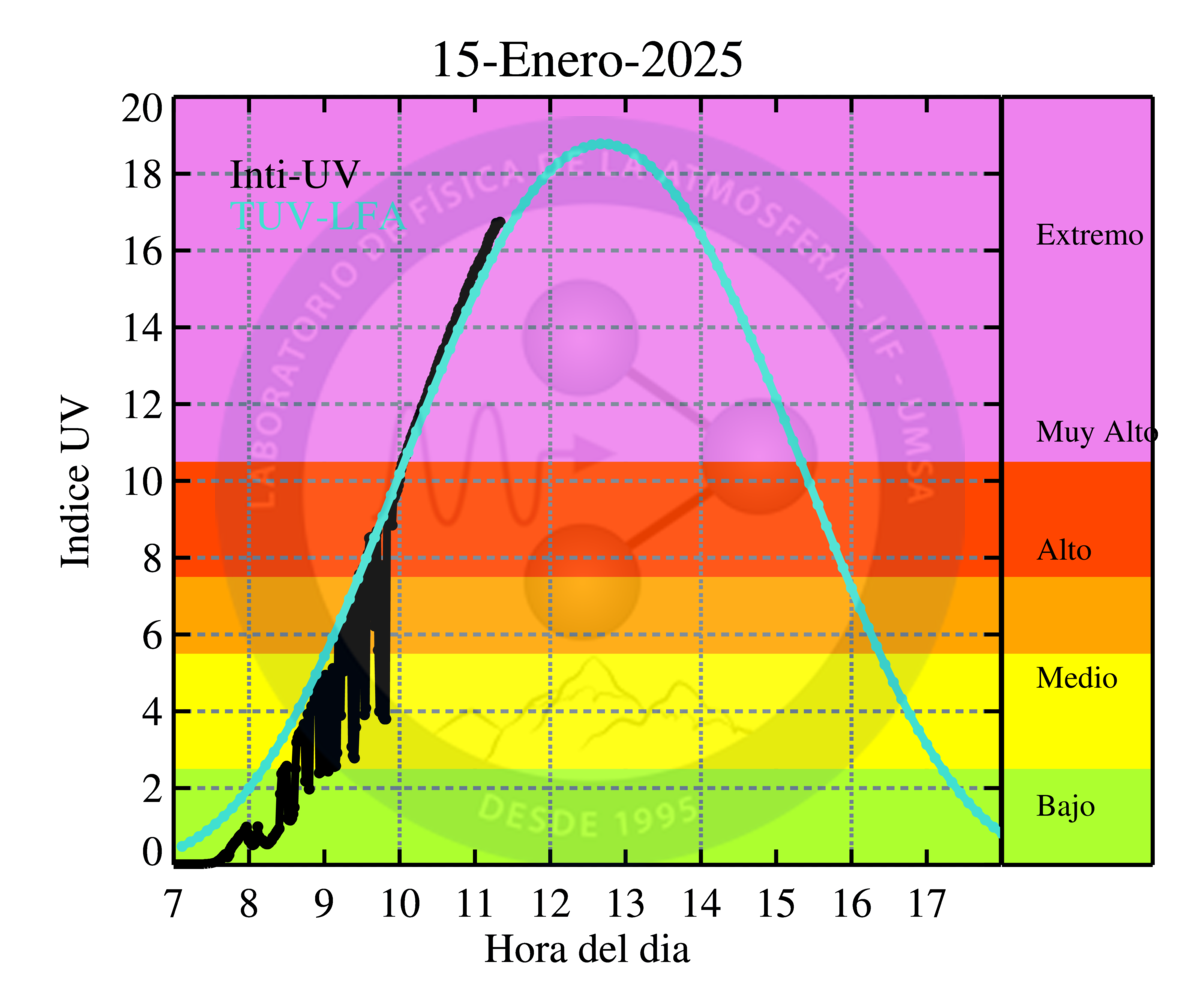 15-Enero-2025
20
18
16
14
12
10
8
6
4
2
0
Indice UV
Inti-UV
TUV-LFA
LABORATORIO DE FÍSICA DE LA ATMÓSFERA - IIF - UMSA
DESDE 1995
Extremo
Muy Alto
Alto
Medio
Bajo
7 8 9 10 11 12 13 14 15 16 17
Hora del dia